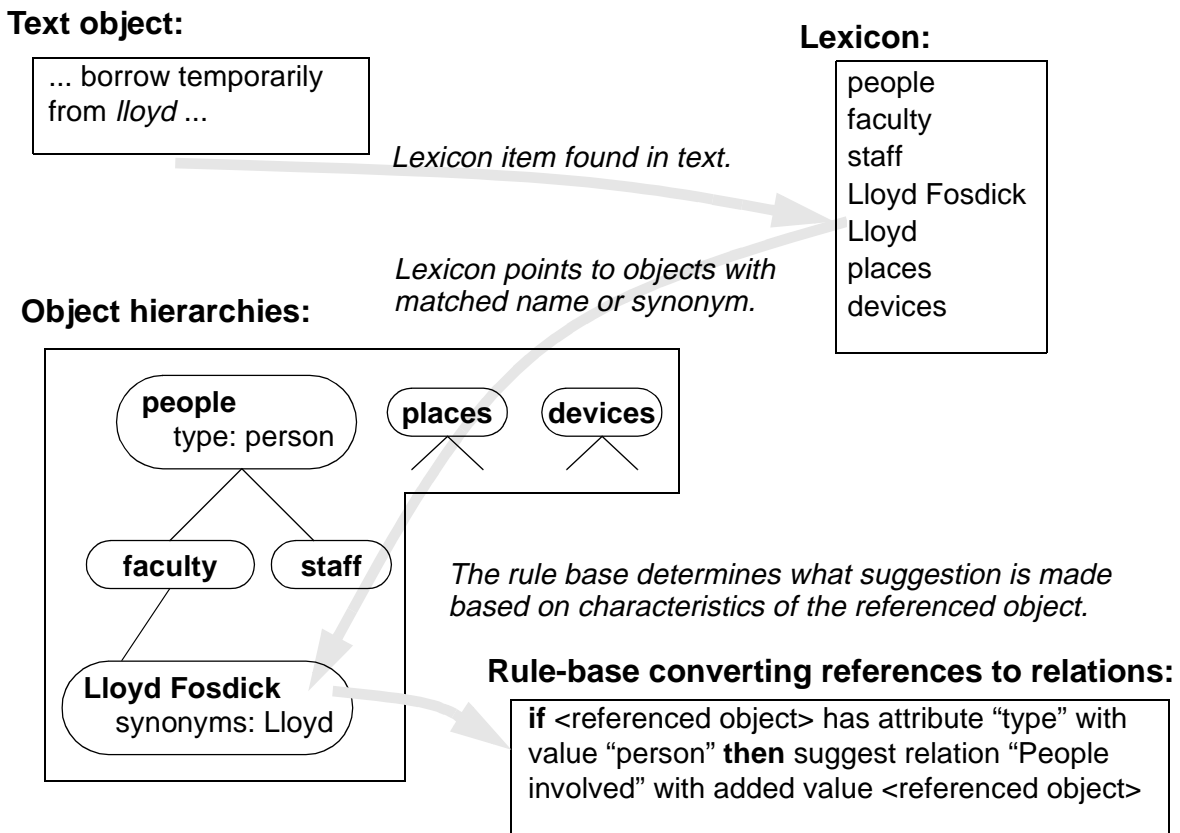 Text object:
... borrow temporarily
from lloyd ...
Lexicon:
people
faculty
staff
Lloyd Fosdick
Lloyd
places
devices
Lexicon item found in text.
Lexicon points to objects with
matched name or synonym.
Object hierarchies:
people
type: person
places
devices
faculty
staff
Lloyd Fosdick
synonyms: Lloyd
The rule base determines what suggestion is made
based on characteristics of the referenced object.
Rule-base converting references to relations:
if <referenced object> has attribute “type” with
value “person” then suggest relation “People
involved” with added value <referenced object>